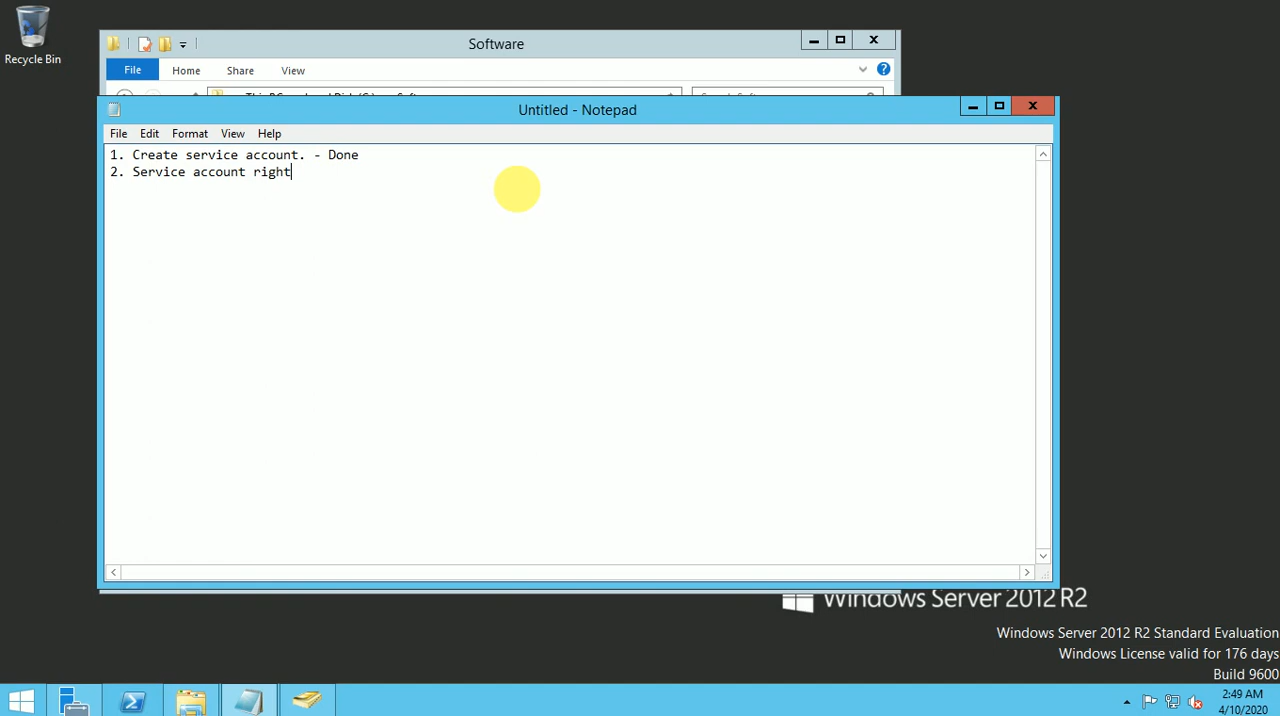 Recycle Bin
Software
File Home Share View
Untitled - Notepad
File Edit Format View Help
1. Create service account. - Done
2. Service account right
Windows Server 2012 R2
Windows Server 2012 R2 Standard Evaluation
Windows License valid for 176 days
Build 9600
2:49 AM
4/10/2020